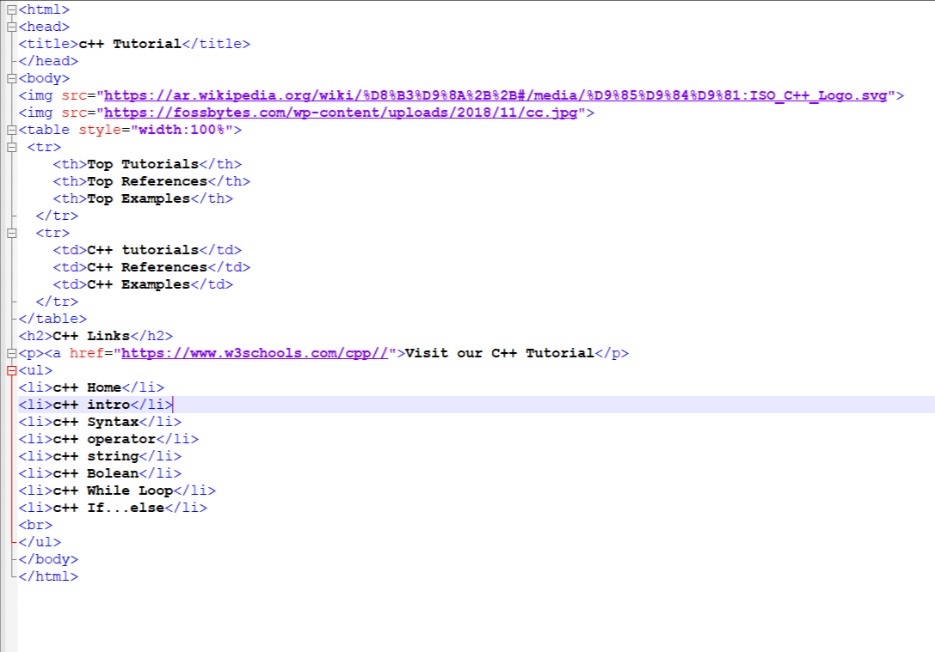 <html>
<head>
<title>c++ Tutorial</title>
</head>
<body>
<img src="https://ar.wikipedia.org/wiki/%D8%B3%D9%8A%2B%2B#/media/%D9%85%D9%84%D9%81:ISO_C++_Logo.svg">
<img src="https://fossbytes.com/wp-content/uploads/2018/11/cc.jpg">
<table style="width:100%">
<tr>
<th>Top Tutorials</th>
<th>Top References</th>
<th>Top Examples</th>
</tr>
<tr>
<td>C++ tutorials</td>
<td>C++ References</td>
<td>C++ Examples</td>
</tr>
</table>
<h2>C++ Links</h2>
<p><a href="https://www.w3schools.com/cpp//">Visit our C++ Tutorial</p>
<ul>
<li>c++ Home</li>
<li>c++ intro</li>
<li>c++ Syntax</li>
<li>c++ operator</li>
<li>c++ string</li>
<li>c++ Bolean</li>
<li>c++ While Loop</li>
<li>c++ If...else</li>
<br>
</ul>
</body>
</html>